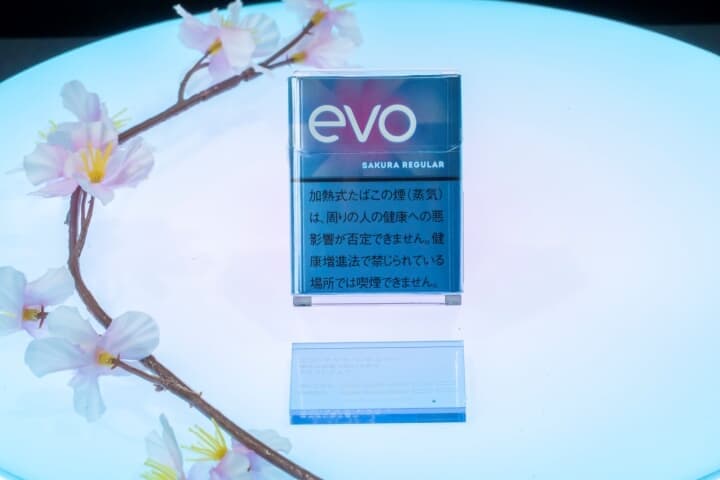 evo
SAKURA REGULAR
加熱式たばこの煙(蒸気)
は、周りの人の健康への悪
影響が否定できません。健
康増進法で禁じられている
場所では喫煙できません。